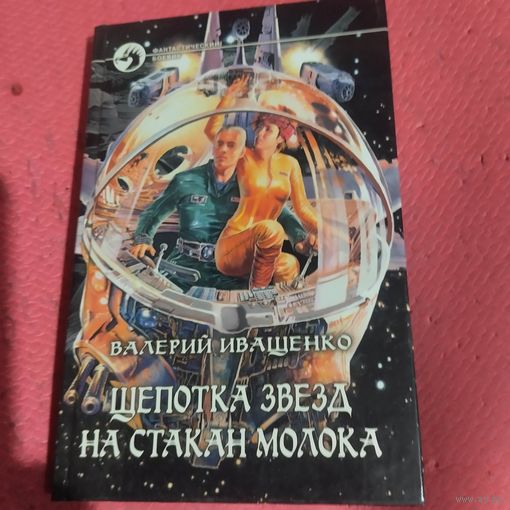 ФАНТАСТИЧЕСКИЙ
БОЕВИК
ВАЛЕРИЙ ИВАЩЕНКО
ЩЕПОТКА ЗВЕЗД
НА СТАКАН МОЛОКА